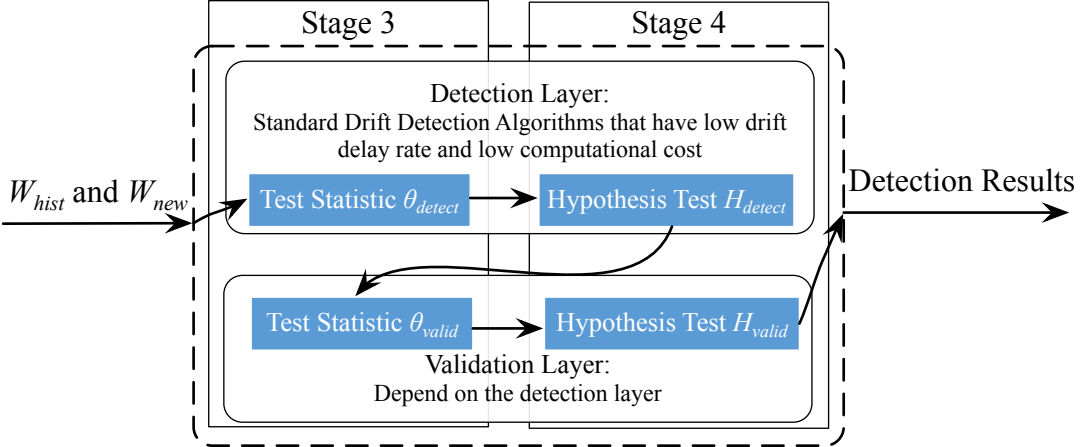 Stage 3
Stage 4
Detection Layer:
Standard Drift Detection Algorithms that have low drift
delay rate and low computational cost
W_hist and W_new
Test Statistic θ_detect
Hypothesis Test H_detect
Detection Results
Test Statistic θ_valid
Hypothesis Test H_valid
Validation Layer:
Depend on the detection layer